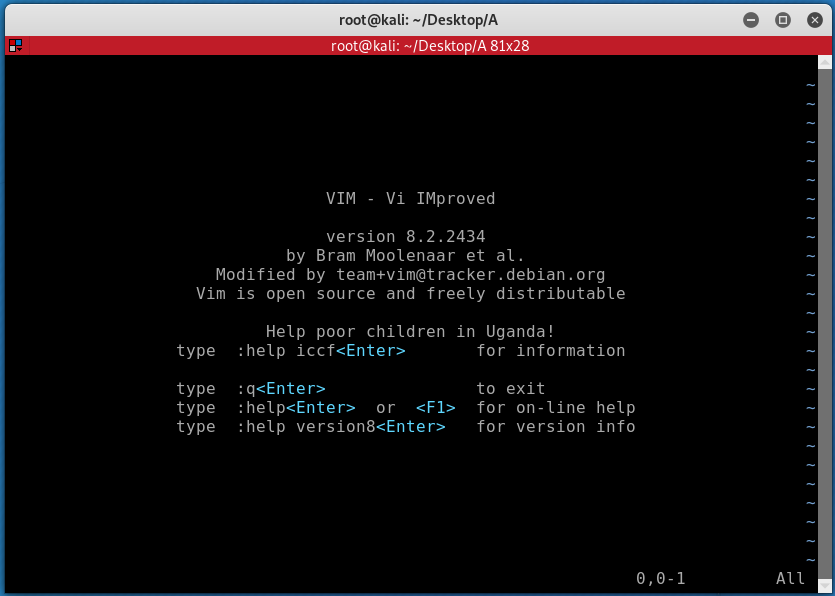 root@kali: ~/Desktop/A
root@kali: ~/Desktop/A 81x28
~
~
~
~
~
~
VIM - Vi IMproved ~
~
version 8.2.2434 ~
by Bram Moolenaar et al. ~
Modified by team+vim@tracker.debian.org ~
Vim is open source and freely distributable ~
~
Help poor children in Uganda! ~
type :help iccf<Enter> for information ~
~
type :q<Enter> to exit ~
type :help<Enter> or <F1> for on-line help ~
type :help version8<Enter> for version info ~
~
~
~
~
~
~
~
0,0-1 All